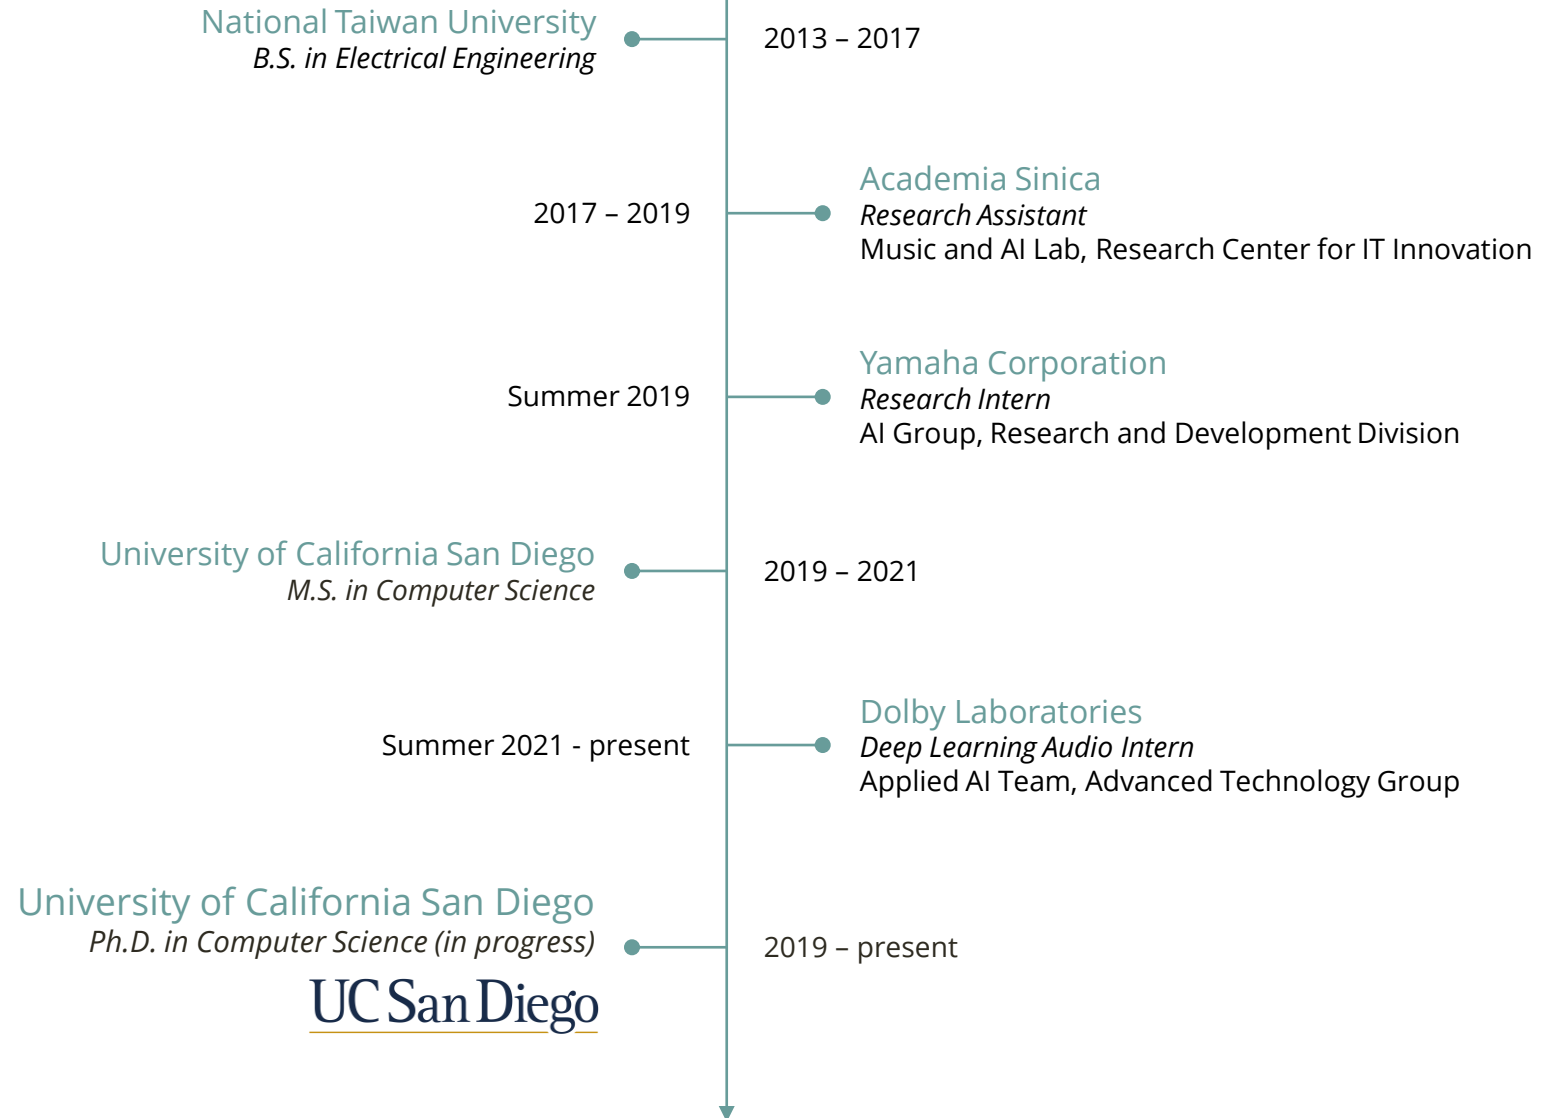 National Taiwan University
B.S. in Electrical Engineering
2013 – 2017
2017 – 2019
Academia Sinica
Research Assistant
Music and AI Lab, Research Center for IT Innovation
Summer 2019
Yamaha Corporation
Research Intern
AI Group, Research and Development Division
University of California San Diego
M.S. in Computer Science
2019 – 2021
Summer 2021 - present
Dolby Laboratories
Deep Learning Audio Intern
Applied AI Team, Advanced Technology Group
University of California San Diego
Ph.D. in Computer Science (in progress)
2019 – present
UC San Diego